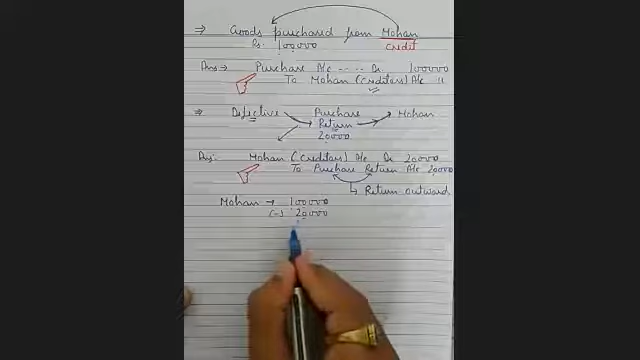 ⇒ Goods purchased from Mohan
Rs. 100000 credit
Ans ⇒ Purchase A/c ---- Dr 100000
To Mohan (creditors) A/c "
⇒ Defective Purchase → Mohan
Return
20000
Ans: Mohan (creditors) A/c Dr 20000
To Purchase Return A/c 20000
↳ Return outward
Mohan → 100000
(-) 20000